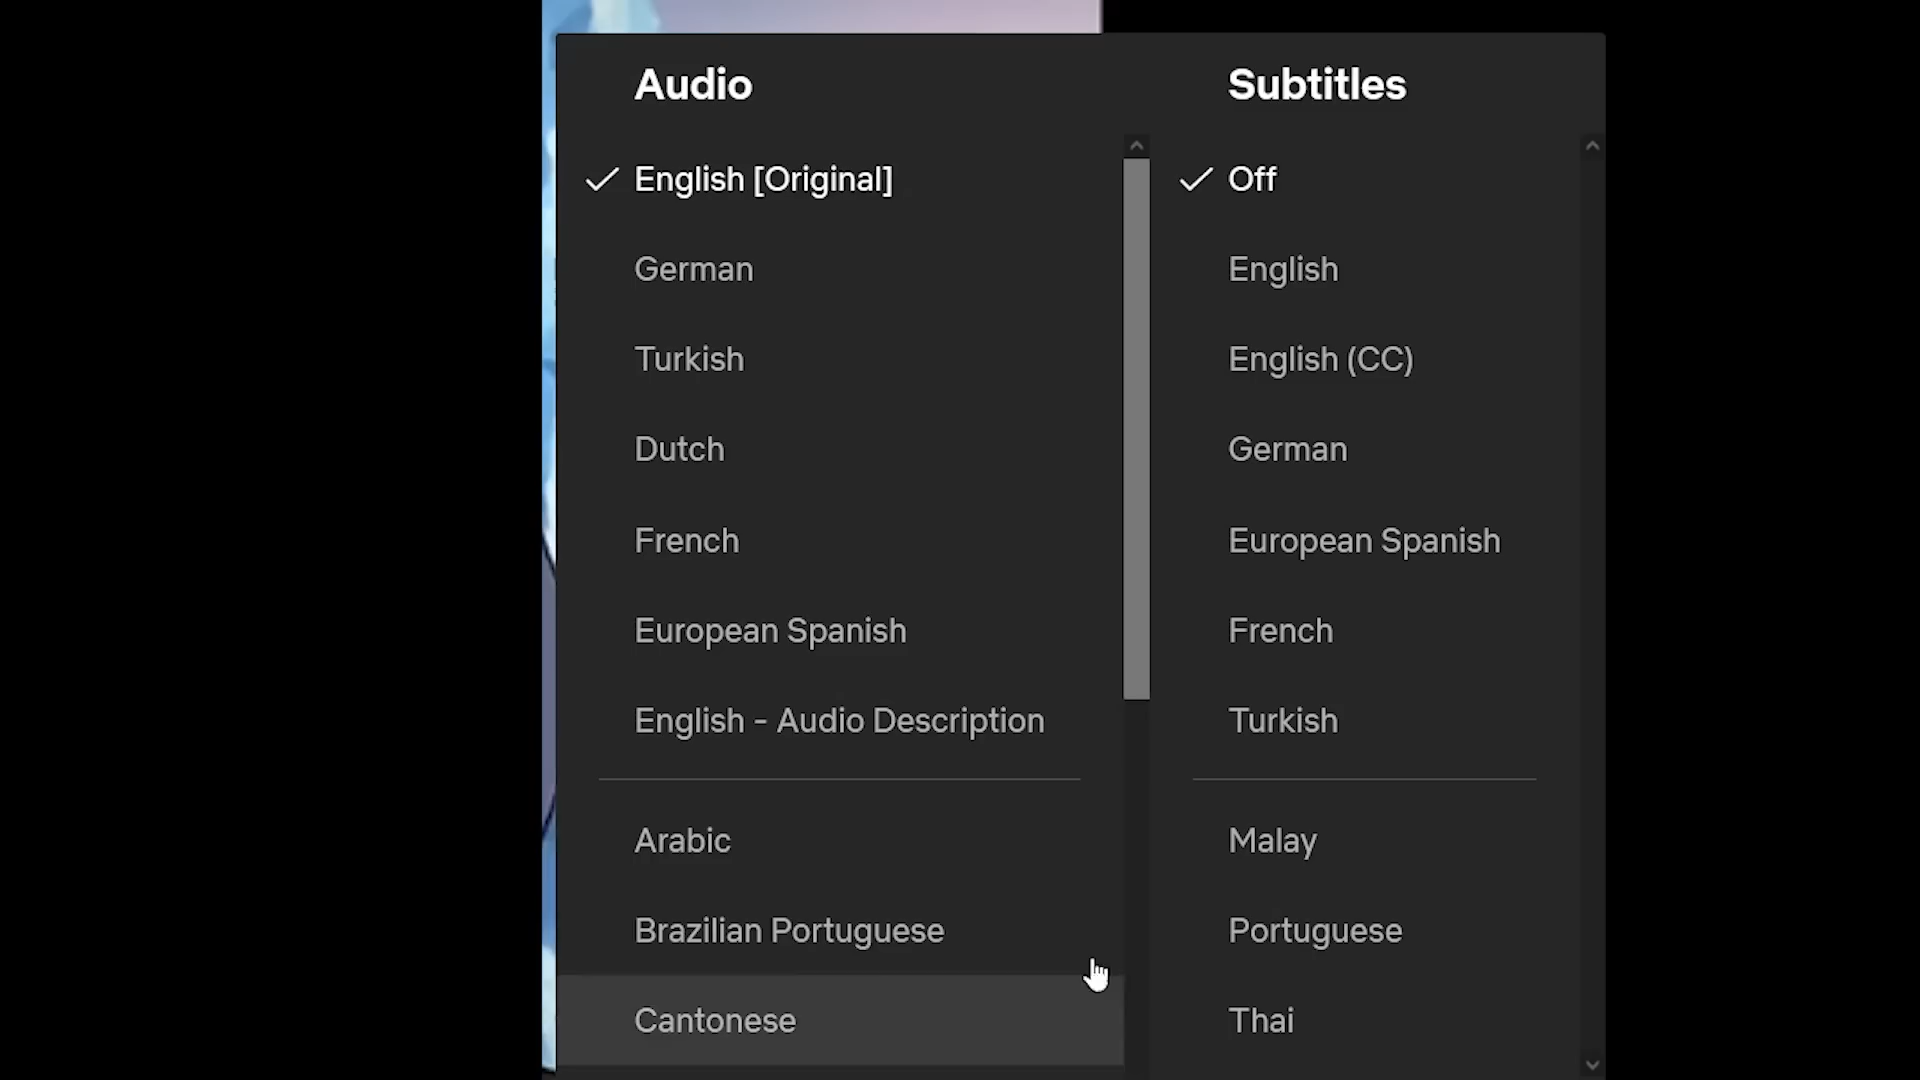 Audio
English [Original]
German
Turkish
Dutch
French
European Spanish
English - Audio Description
Arabic
Brazilian Portuguese
Cantonese
Subtitles
Off
English
English (CC)
German
European Spanish
French
Turkish
Malay
Portuguese
Thai